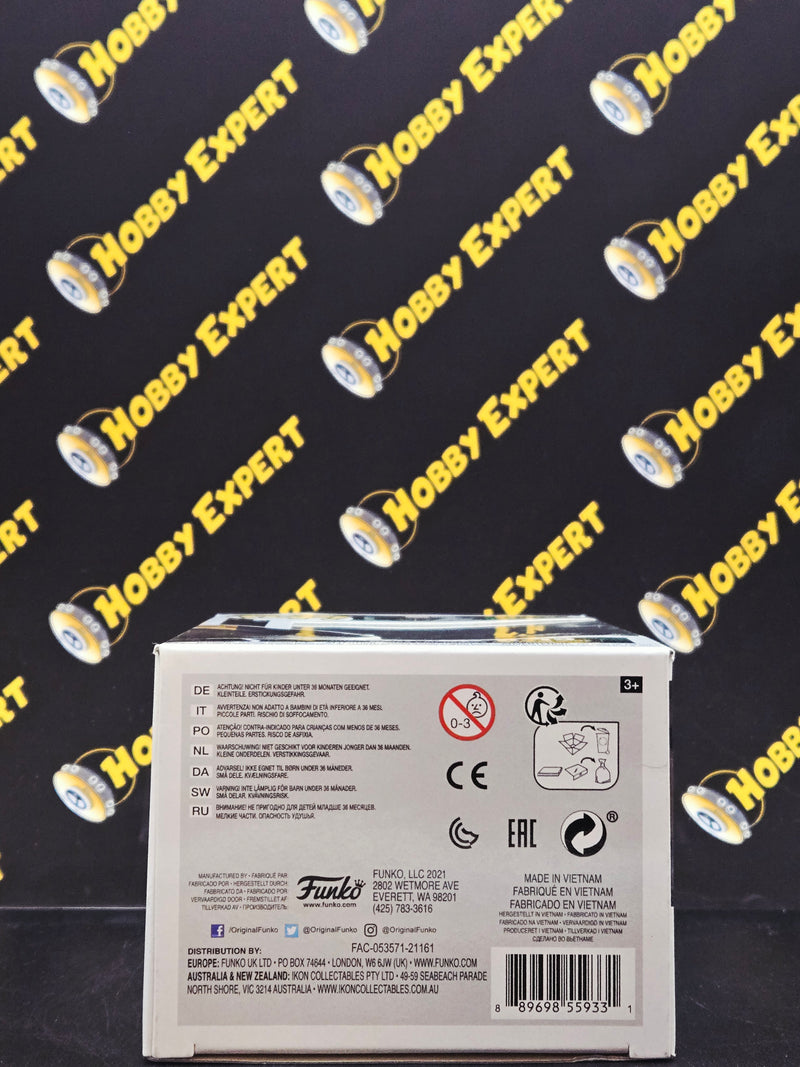 HOBBY EXPERT
3+
DE ACHTUNG! NICHT FÜR KINDER UNTER 36 MONATEN GEEIGNET.
KLEINTEILE. ERSTICKUNGSGEFAHR.
IT AVVERTENZA! NON ADATTO A BAMBINI DI ETÀ INFERIORE A 36 MESI.
PICCOLE PARTI. RISCHIO DI SOFFOCAMENTO.
PO ATENÇÃO! CONTRA-INDICADO PARA CRIANÇAS COM MENOS DE 36 MESES.
PEQUENAS PARTES. RISCO DE ASFIXIA.
NL WAARSCHUWING! NIET GESCHIKT VOOR KINDEREN JONGER DAN 36 MAANDEN.
KLEINE ONDERDELEN. VERSTIKKINGSGEVAAR.
DA ADVARSEL! IKKE EGNET TIL BØRN UNDER 36 MÅNEDER.
SMÅ DELE. KVÆLNINGSFARE.
SW VARNING! INTE LÄMPLIG FÖR BARN UNDER 36 MÅNADER.
SMÅ DELAR. KVÄVNINGSRISK.
RU ВНИМАНИЕ! НЕ ПРИГОДНО ДЛЯ ДЕТЕЙ МЛАДШЕ 36 МЕСЯЦЕВ.
МЕЛКИЕ ЧАСТИ. ОПАСНОСТЬ УДУШЬЯ.
0-3
CE
EAC
®
MANUFACTURED BY • FABRIQUÉ PAR
FABRICADO POR • HERGESTELLT DURCH:
FABBRICATO DA • FABRICADO POR:
VERVAARDIGD DOOR • FREMSTILLET AF
TILLVERKAD AV • ПРОИЗВОДИТЕЛЬ:
Funko
www.funko.com
FUNKO, LLC 2021
2802 WETMORE AVE
EVERETT, WA 98201
(425) 783-3616
/OriginalFunko @OriginalFunko @OriginalFunko
FAC-053571-21161
MADE IN VIETNAM
FABRIQUÉ EN VIETNAM
FABRICADO EN VIETNAM
HERGESTELLT IN VIETNAM • FABBRICATO IN VIETNAM
FABRICADO NA VIETNAM • VERVAARDIGD IN VIETNAM
PRODUCERET I VIETNAM • TILLVERKAD I VIETNAM
СДЕЛАНО ВО ВЬЕТНАМЕ
DISTRIBUTION BY:
EUROPE: FUNKO UK LTD • PO BOX 74644 • LONDON, W6 6JW (UK) • WWW.FUNKO.COM
AUSTRALIA & NEW ZEALAND: IKON COLLECTABLES PTY LTD • 49-59 SEABEACH PARADE
NORTH SHORE, VIC 3214 AUSTRALIA • WWW.IKONCOLLECTABLES.COM.AU
8 89698 55933 1